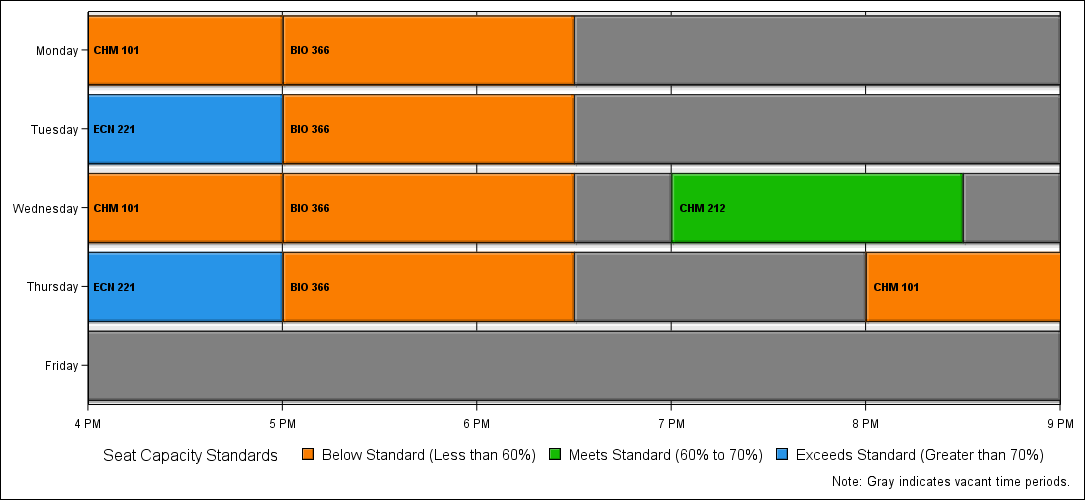 Monday CHM 101 BIO 366
Tuesday ECN 221 BIO 366
Wednesday CHM 101 BIO 366 CHM 212
Thursday ECN 221 BIO 366 CHM 101
Friday
4 PM 5 PM 6 PM 7 PM 8 PM 9 PM
Seat Capacity Standards Below Standard (Less than 60%) Meets Standard (60% to 70%) Exceeds Standard (Greater than 70%)
Note: Gray indicates vacant time periods.